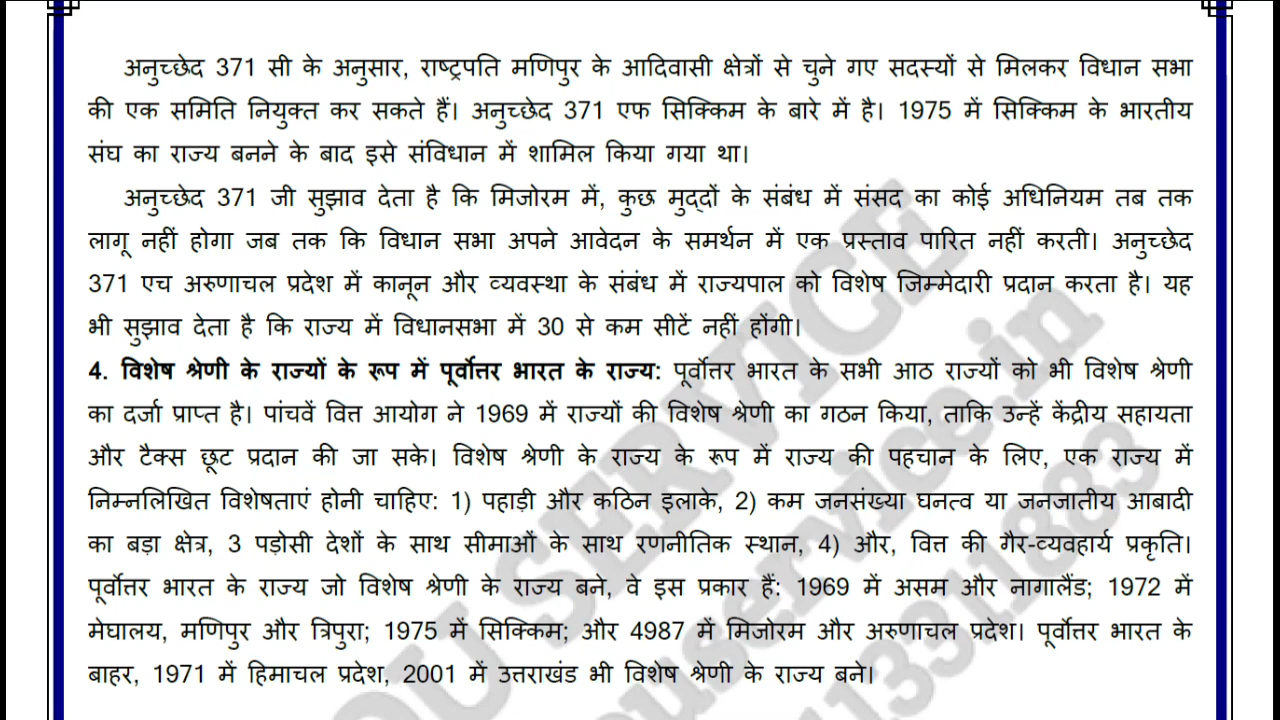 अनुच्छेद 371 सी के अनुसार, राष्ट्रपति मणिपुर के आदिवासी क्षेत्रों से चुने गए सदस्यों से मिलकर विधान सभा
की एक समिति नियुक्त कर सकते हैं। अनुच्छेद 371 एफ सिक्किम के बारे में है। 1975 में सिक्किम के भारतीय
संघ का राज्य बनने के बाद इसे संविधान में शामिल किया गया था।
अनुच्छेद 371 जी सुझाव देता है कि मिजोरम में, कुछ मुद्दों के संबंध में संसद का कोई अधिनियम तब तक
लागू नहीं होगा जब तक कि विधान सभा अपने आवेदन के समर्थन में एक प्रस्ताव पारित नहीं करती। अनुच्छेद
371 एच अरुणाचल प्रदेश में कानून और व्यवस्था के संबंध में राज्यपाल को विशेष जिम्मेदारी प्रदान करता है। यह
भी सुझाव देता है कि राज्य में विधानसभा में 30 से कम सीटें नहीं होंगी।
4. विशेष श्रेणी के राज्यों के रूप में पूर्वोत्तर भारत के राज्य: पूर्वोत्तर भारत के सभी आठ राज्यों को भी विशेष श्रेणी
का दर्जा प्राप्त है। पांचवें वित्त आयोग ने 1969 में राज्यों की विशेष श्रेणी का गठन किया, ताकि उन्हें केंद्रीय सहायता
और टैक्स छूट प्रदान की जा सके। विशेष श्रेणी के राज्य के रूप में राज्य की पहचान के लिए, एक राज्य में
निम्नलिखित विशेषताएं होनी चाहिए: 1) पहाड़ी और कठिन इलाके, 2) कम जनसंख्या घनत्व या जनजातीय आबादी
का बड़ा क्षेत्र, 3 पड़ोसी देशों के साथ सीमाओं के साथ रणनीतिक स्थान, 4) और, वित्त की गैर-व्यवहार्य प्रकृति।
पूर्वोत्तर भारत के राज्य जो विशेष श्रेणी के राज्य बने, वे इस प्रकार हैं: 1969 में असम और नागालैंड; 1972 में
मेघालय, मणिपुर और त्रिपुरा; 1975 में सिक्किम; और 4987 में मिजोरम और अरुणाचल प्रदेश। पूर्वोत्तर भारत के
बाहर, 1971 में हिमाचल प्रदेश, 2001 में उत्तराखंड भी विशेष श्रेणी के राज्य बने।
OU SERVICE
ouservice.in
1133311883